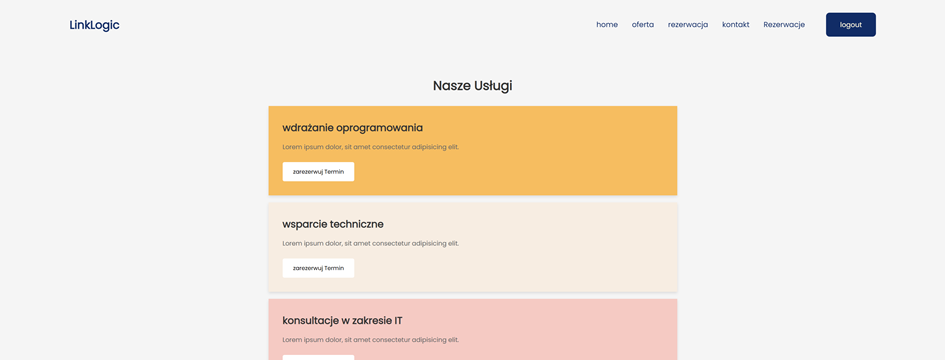 LinkLogic
home oferta rezerwacja kontakt Rezerwacje logout
Nasze Usługi
wdrażanie oprogramowania
Lorem ipsum dolor, sit amet consectetur adipisicing elit.
zarezerwuj Termin
wsparcie techniczne
Lorem ipsum dolor, sit amet consectetur adipisicing elit.
zarezerwuj Termin
konsultacje w zakresie IT
Lorem ipsum dolor, sit amet consectetur adipisicing elit.